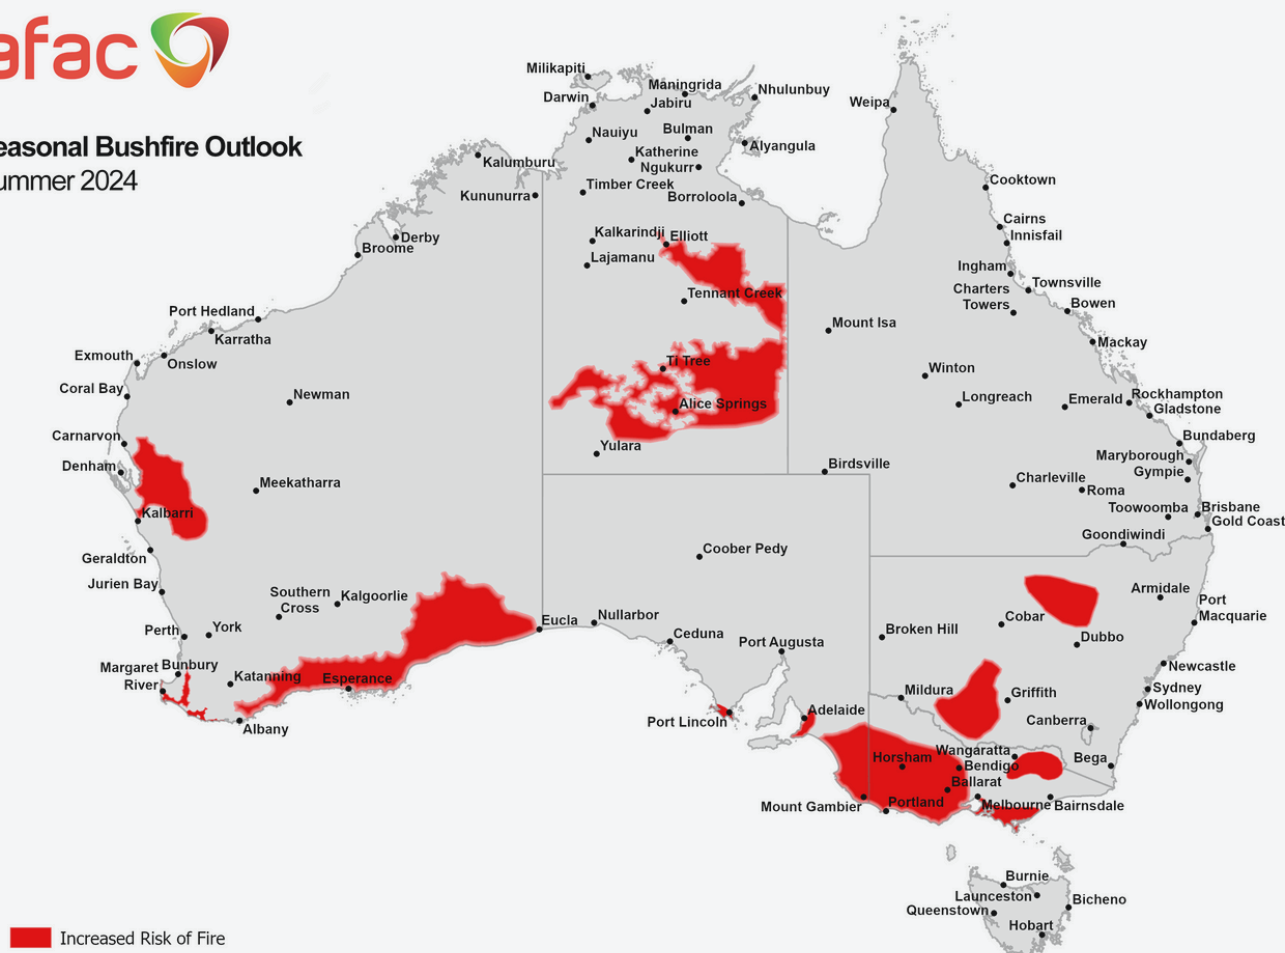 afac
easonal Bushfire Outlook
ummer 2024
Milikapiti
Darwin
Maningrida
Jabiru
Nhulunbuy
Weipa
Nauiyu
Bulman
Katherine
Ngukurr
Alyangula
Kalumburu
Kununurra
Timber Creek
Borroloola
Cooktown
Cairns
Innisfail
Derby
Broome
Kalkarindji
Elliott
Lajamanu
Ingham
Townsville
Charters
Towers
Bowen
Tennant Creek
Port Hedland
Karratha
Mount Isa
Mackay
Exmouth
Onslow
Ti Tree
Winton
Coral Bay
Newman
Alice Springs
Longreach
Emerald
Rockhampton
Gladstone
Carnarvon
Bundaberg
Yulara
Denham
Birdsville
Maryborough
Gympie
Meekatharra
Charleville
Roma
Kalbarri
Toowoomba
Brisbane
Gold Coast
Goondiwindi
Geraldton
Coober Pedy
Jurien Bay
Southern
Cross
Kalgoorlie
Armidale
Port
Macquarie
Perth
York
Eucla
Nullarbor
Ceduna
Port Augusta
Broken Hill
Cobar
Dubbo
Margaret
River
Bunbury
Katanning
Esperance
Newcastle
Mildura
Griffith
Sydney
Wollongong
Albany
Port Lincoln
Adelaide
Canberra
Horsham
Wangaratta
Bendigo
Bega
Ballarat
Mount Gambier
Portland
Melbourne
Bairnsdale
Burnie
Launceston
Queenstown
Bicheno
Hobart
Increased Risk of Fire